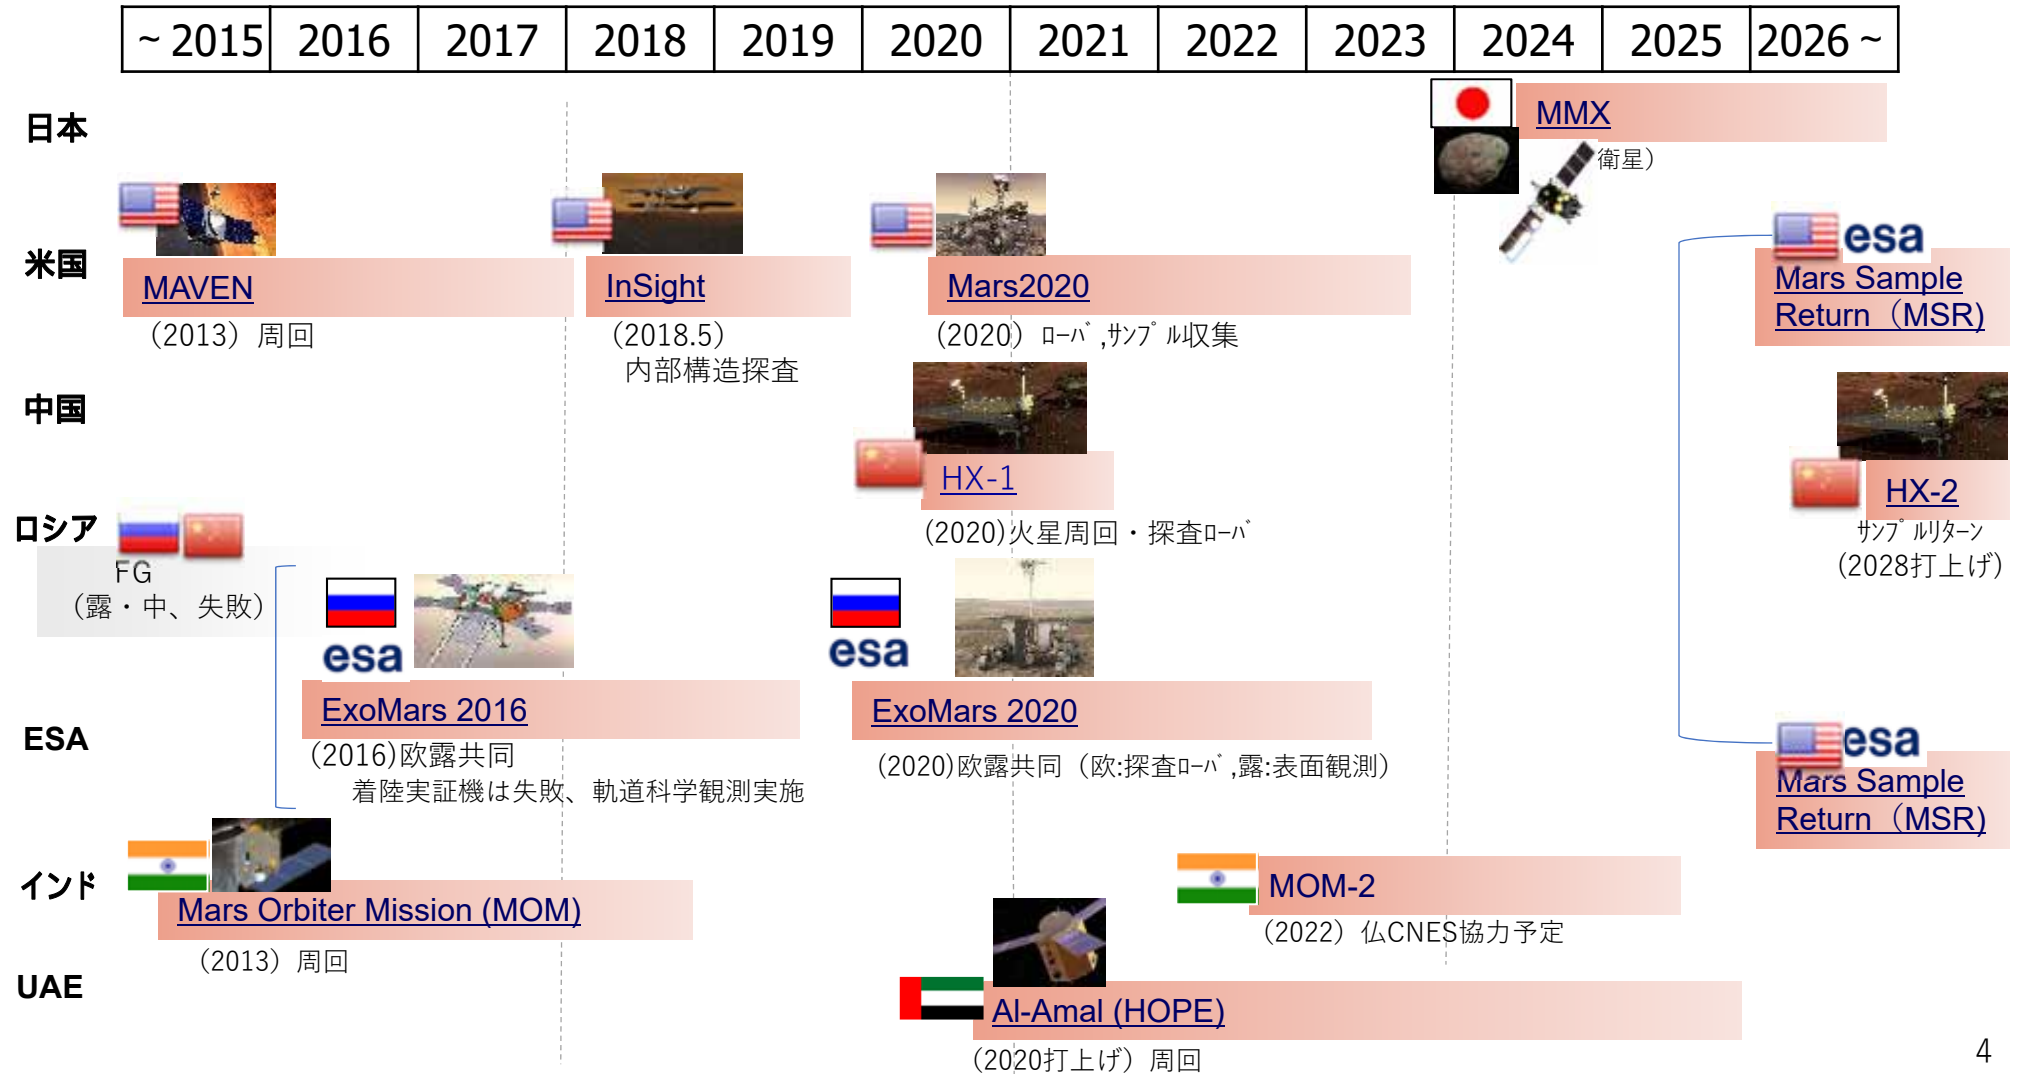 ~ 2015 2016 2017 2018 2019 2020 2021 2022 2023 2024 2025 2026 ~
日本
MMX
衛星）
米国
MAVEN
（2013）周回
InSight
（2018.5）
内部構造探査
Mars2020
（2020）ﾛｰﾊﾞ,ｻﾝﾌﾟﾙ収集
esa
Mars Sample
Return（MSR)
中国
HX-1
(2020)火星周回・探査ﾛｰﾊﾞ
HX-2
ｻﾝﾌﾟﾙﾘﾀｰﾝ
(2028打上げ)
ロシア
FG
（露・中、失敗）
esa
ExoMars 2016
(2016)欧露共同
着陸実証機は失敗、軌道科学観測実施
esa
ExoMars 2020
(2020)欧露共同（欧:探査ﾛｰﾊﾞ,露:表面観測）
ESA
esa
Mars Sample
Return（MSR)
インド
Mars Orbiter Mission (MOM)
（2013）周回
MOM-2
（2022）仏CNES協力予定
UAE
Al-Amal (HOPE)
（2020打上げ）周回
4